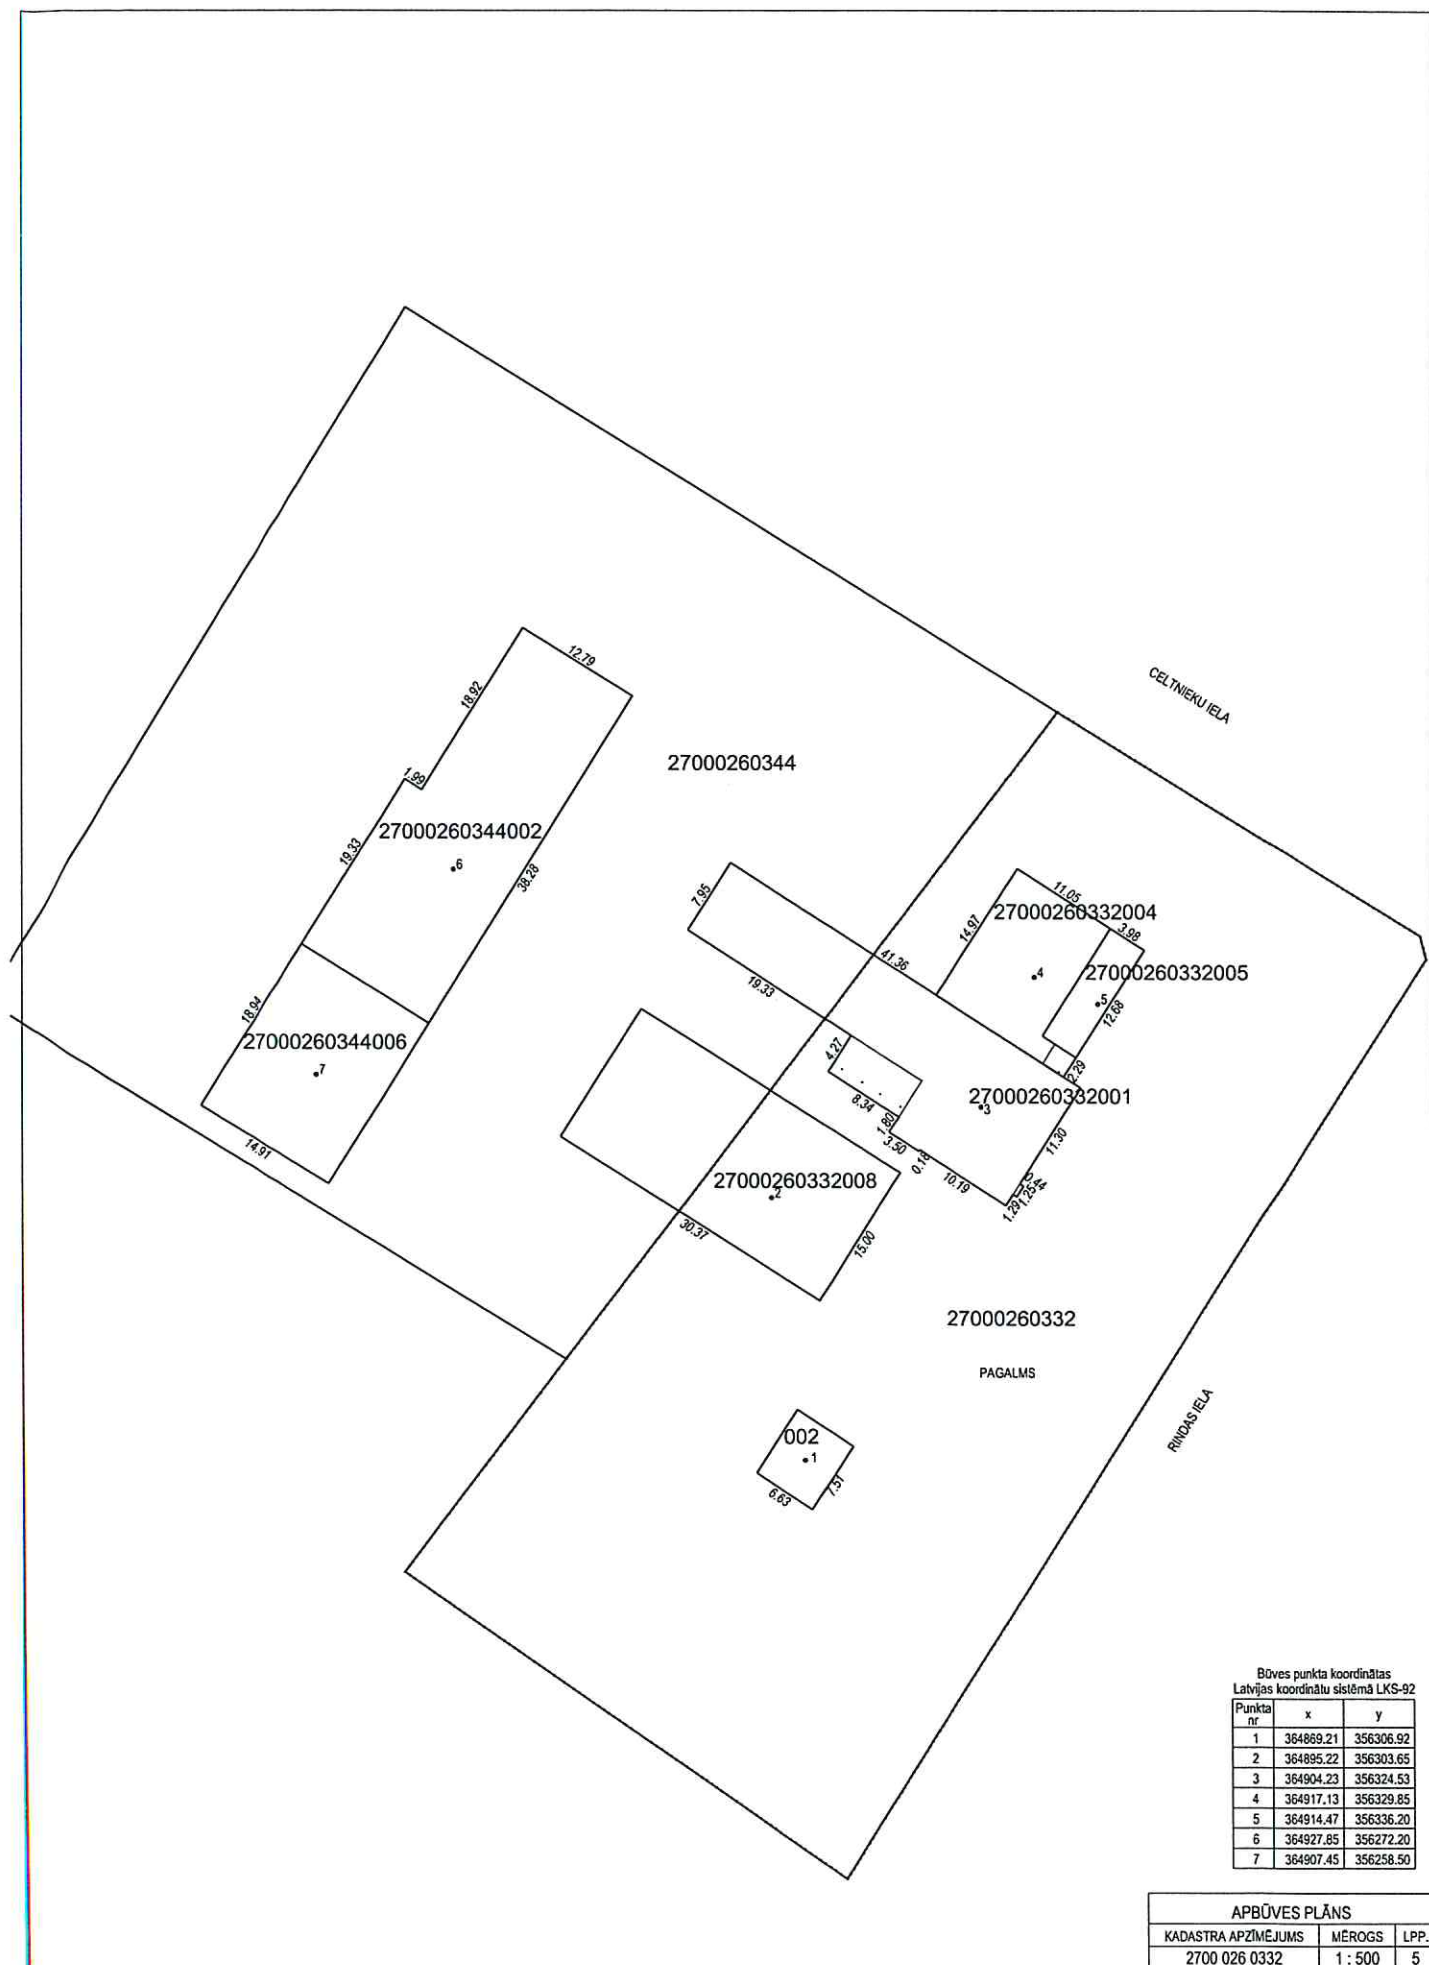 CELTNIEKU IELA
12.79
18.92
27000260344
1.99
27000260344002
6
19.33
38.28
7.95
11.05
27000260332004
3.98
14.97
41.36
4
27000260332005
5
12.68
19.33
18.94
27000260344006
7
4.27
2.29
8.34
27000260332001
3
1.80
3.50
0.18
11.30
10.19
0.44
1.25
1.29
14.91
27000260332008
2
30.37
15.00
27000260332
PAGALMS
RINDAS IELA
002
1
6.63
7.51
Būves punkta koordinātas
Latvijas koordinātu sistēmā LKS-92
Punkta nr x y
1 364869.21 356306.92
2 364895.22 356303.65
3 364904.23 356324.53
4 364917.13 356329.85
5 364914.47 356336.20
6 364927.85 356272.20
7 364907.45 356258.50
APBŪVES PLĀNS
KADASTRA APZĪMĒJUMS MĒROGS LPP.
2700 026 0332 1 : 500 5